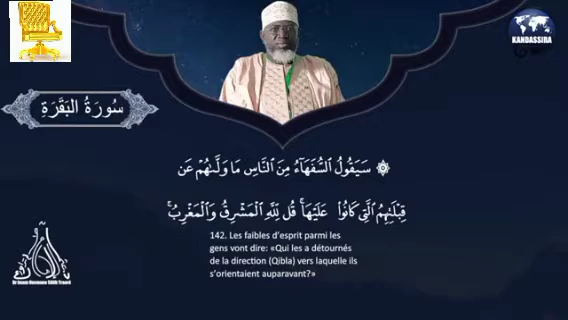 KANDASSIRA
سُورَةُ البَقَرَةِ
۞ سَيَقُولُ ٱلسُّفَهَآءُ مِنَ ٱلنَّاسِ مَا وَلَّىٰهُمۡ عَن
قِبۡلَتِهِمُ ٱلَّتِي كَانُواْ عَلَيۡهَاۚ قُل لِّلَّهِ ٱلۡمَشۡرِقُ وَٱلۡمَغۡرِبُۚ
142. Les faibles d'esprit parmi les
gens vont dire: «Qui les a détournés
de la direction (Qibla) vers laquelle ils
s'orientaient auparavant?»